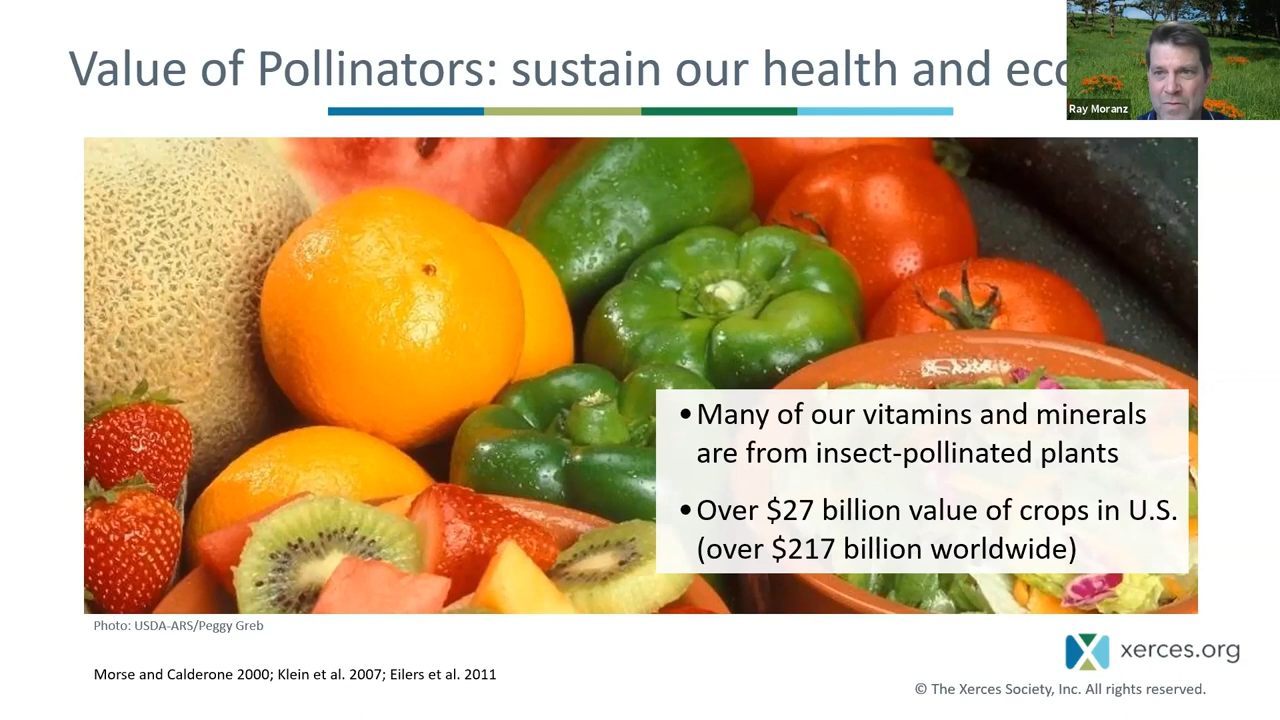 Value of Pollinators: sustain our health and
Ray Moranz
• Many of our vitamins and minerals
are from insect-pollinated plants
• Over $27 billion value of crops in U.S.
(over $217 billion worldwide)
Photo: USDA-ARS/Peggy Greb
Morse and Calderone 2000; Klein et al. 2007; Eilers et al. 2011
xerces.org
© The Xerces Society, Inc. All rights reserved.